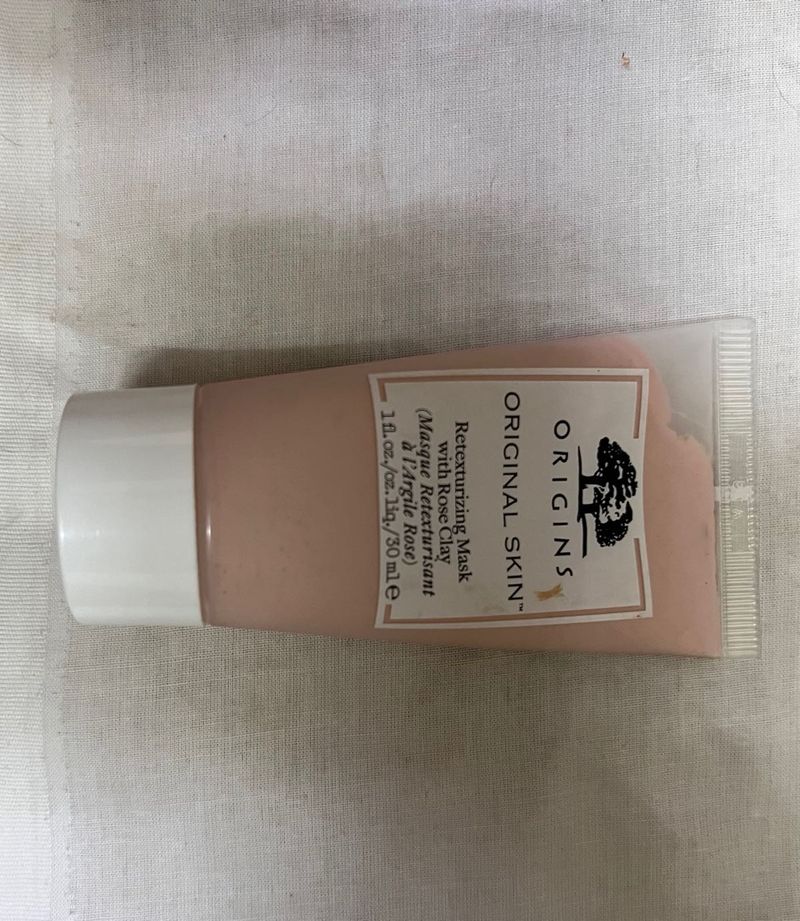 ORIGINS
ORIGINAL SKIN™
Retexturizing Mask
with Rose Clay
(Masque Retexturisant
à l'Argile Rose)
1 fl.oz./oz.liq./30 ml e